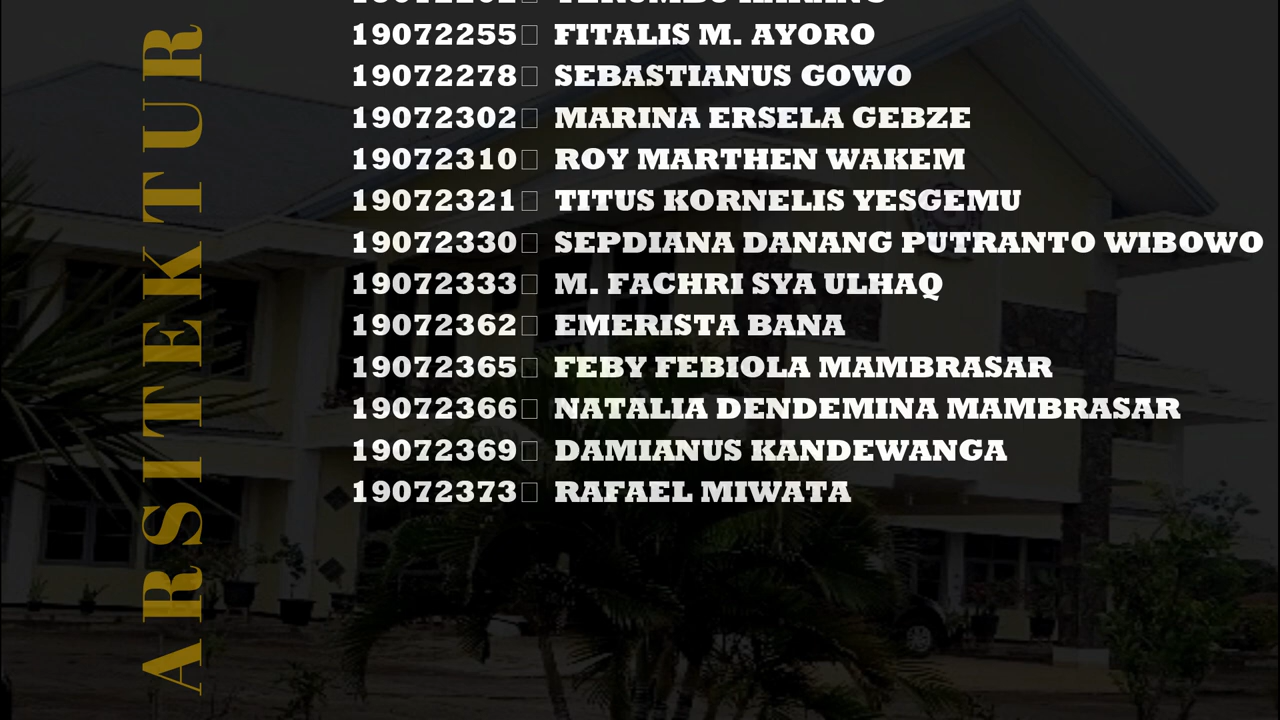 ARSITEKTUR
19072255 FITALIS M. AYORO
19072278 SEBASTIANUS GOWO
19072302 MARINA ERSELA GEBZE
19072310 ROY MARTHEN WAKEM
19072321 TITUS KORNELIS YESGEMU
19072330 SEPDIANA DANANG PUTRANTO WIBOWO
19072333 M. FACHRI SYA ULHAQ
19072362 EMERISTA BANA
19072365 FEBY FEBIOLA MAMBRASAR
19072366 NATALIA DENDEMINA MAMBRASAR
19072369 DAMIANUS KANDEWANGA
19072373 RAFAEL MIWATA